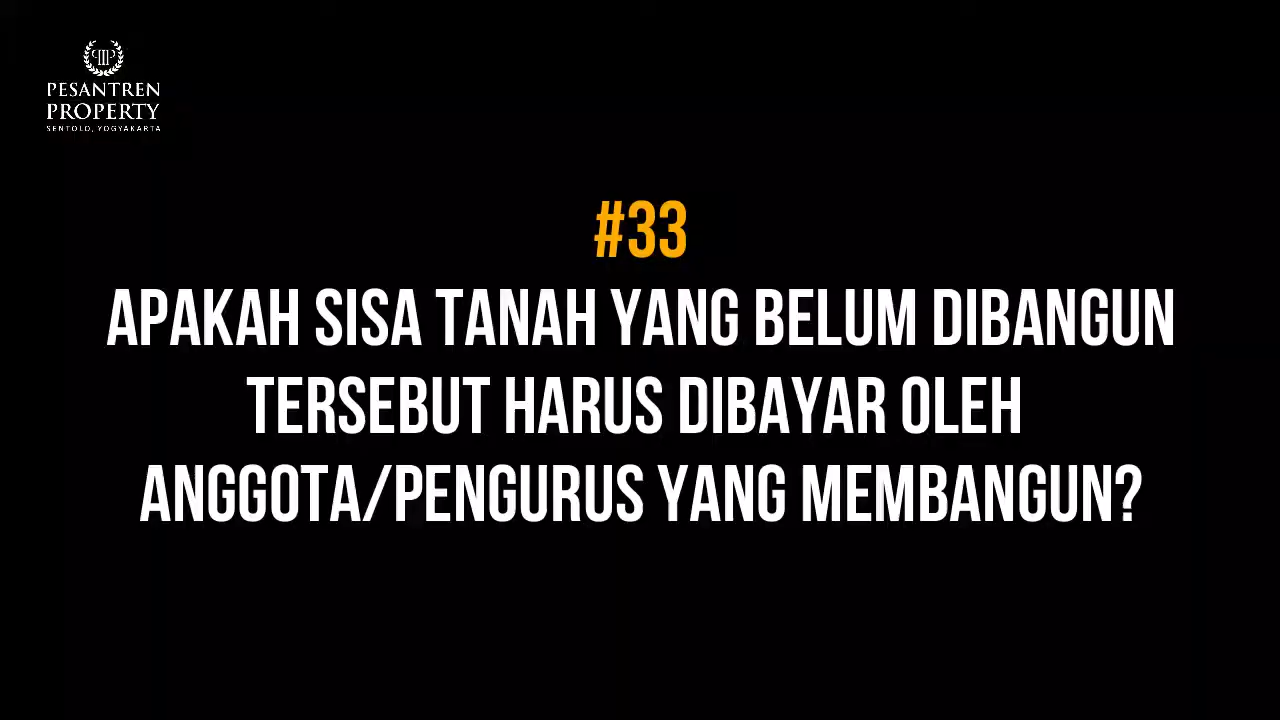 PESANTREN
PROPERTY
SENTOLO, YOGYAKARTA
#33
APAKAH SISA TANAH YANG BELUM DIBANGUN
TERSEBUT HARUS DIBAYAR OLEH
ANGGOTA/PENGURUS YANG MEMBANGUN?